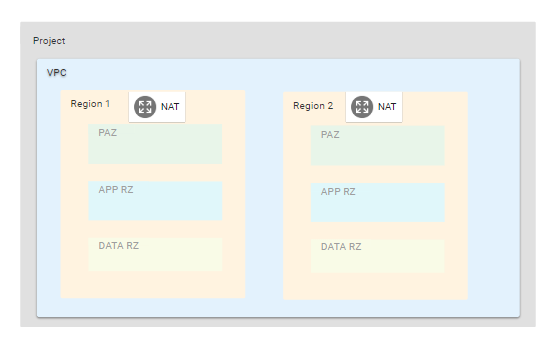 Project
VPC
Region 1
NAT
PAZ
APP RZ
DATA RZ
Region 2
NAT
PAZ
APP RZ
DATA RZ